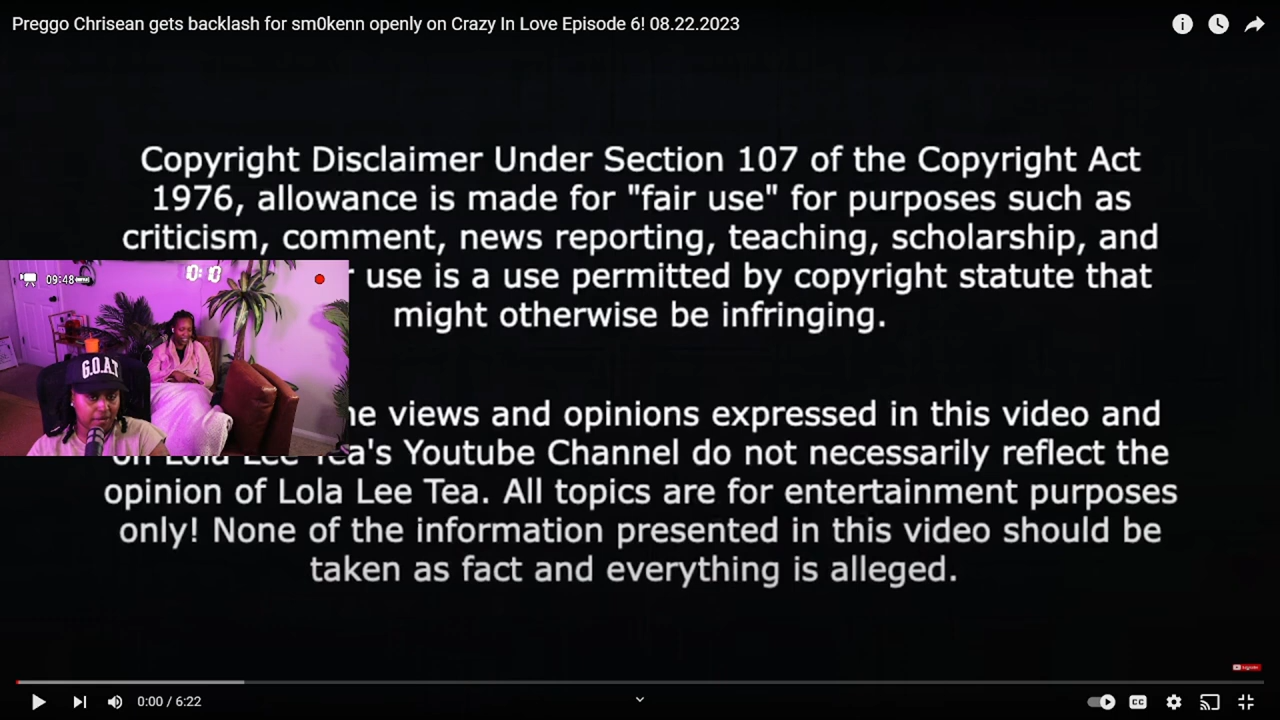 Preggo Chrisean gets backlash for sm0kenn openly on Crazy In Love Episode 6! 08.22.2023
Copyright Disclaimer Under Section 107 of the Copyright Act
1976, allowance is made for "fair use" for purposes such as
criticism, comment, news reporting, teaching, scholarship, and
use is a use permitted by copyright statute that
might otherwise be infringing.
09:48
0:0
G.O.A.T
views and opinions expressed in this video and
Lola Lee Tea's Youtube Channel do not necessarily reflect the
opinion of Lola Lee Tea. All topics are for entertainment purposes
only! None of the information presented in this video should be
taken as fact and everything is alleged.
0:00 / 6:22
CC